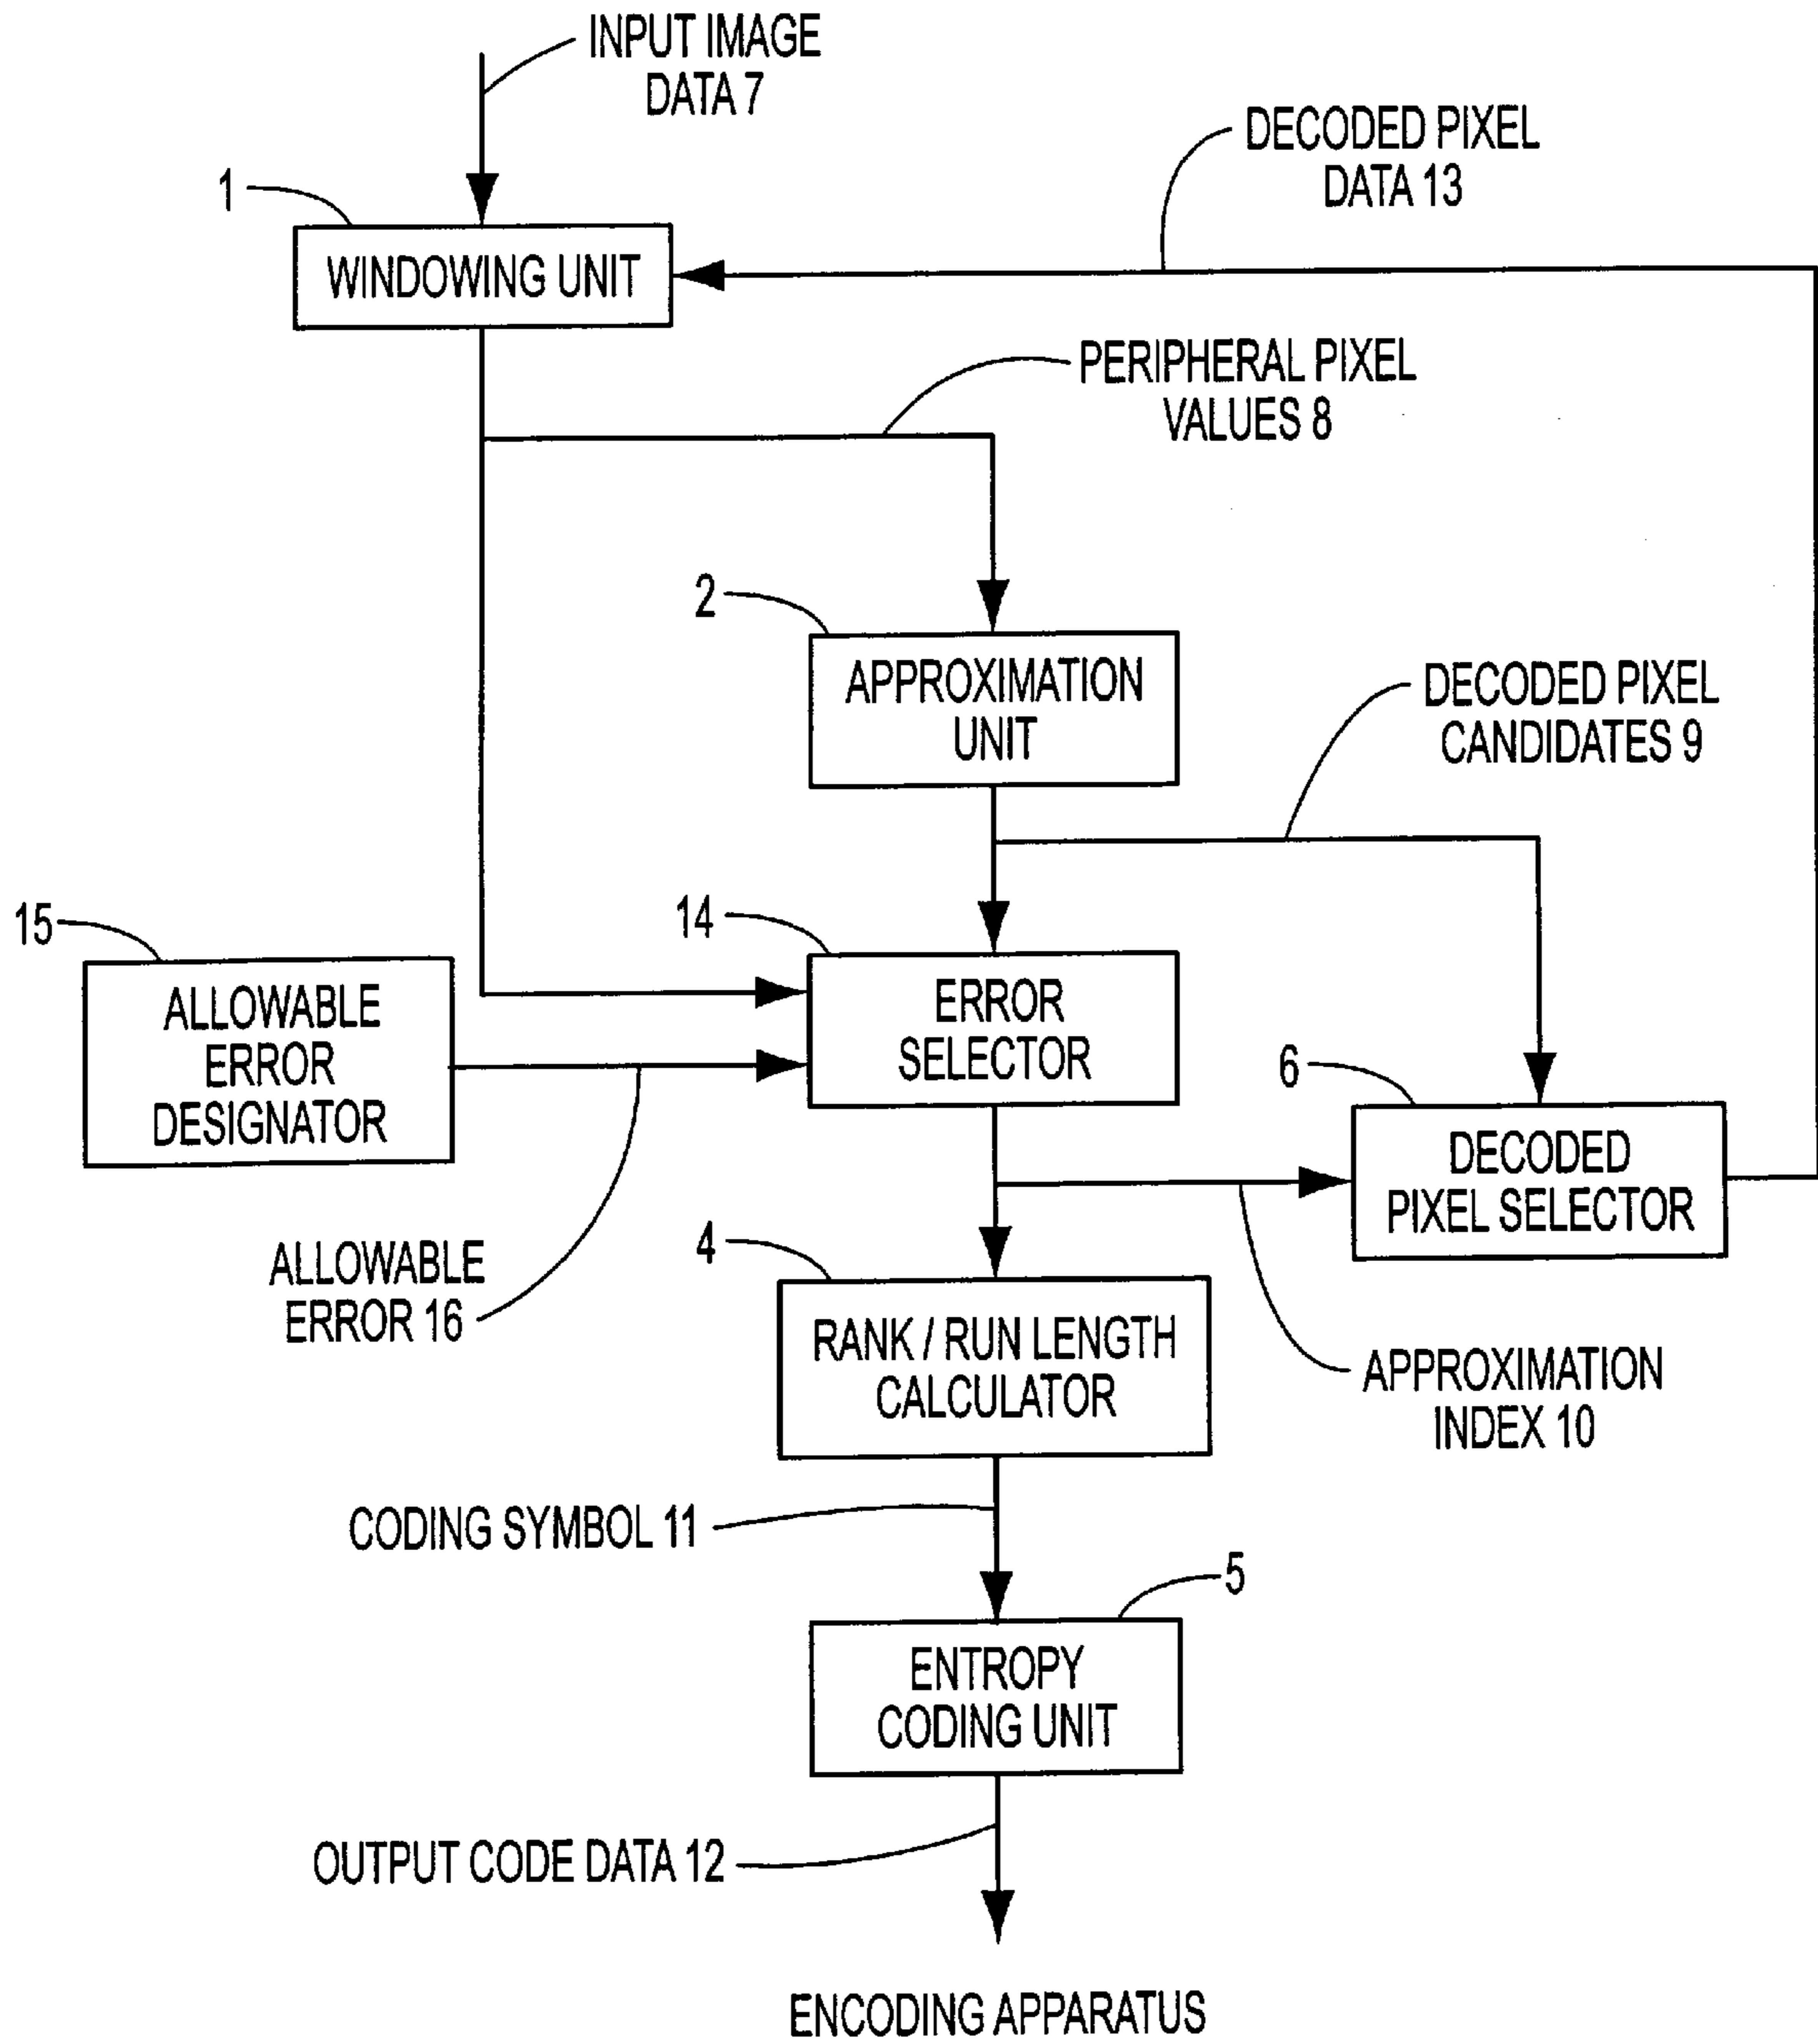 INPUT IMAGE
DATA 7
DECODED PIXEL
DATA 13
1
WINDOWING UNIT
PERIPHERAL PIXEL
VALUES 8
2
APPROXIMATION
UNIT
DECODED PIXEL
CANDIDATES 9
15
ALLOWABLE
ERROR
DESIGNATOR
14
ERROR
SELECTOR
6
DECODED
PIXEL SELECTOR
ALLOWABLE
ERROR 16
4
RANK / RUN LENGTH
CALCULATOR
APPROXIMATION
INDEX 10
CODING SYMBOL 11
5
ENTROPY
CODING UNIT
OUTPUT CODE DATA 12
ENCODING APPARATUS